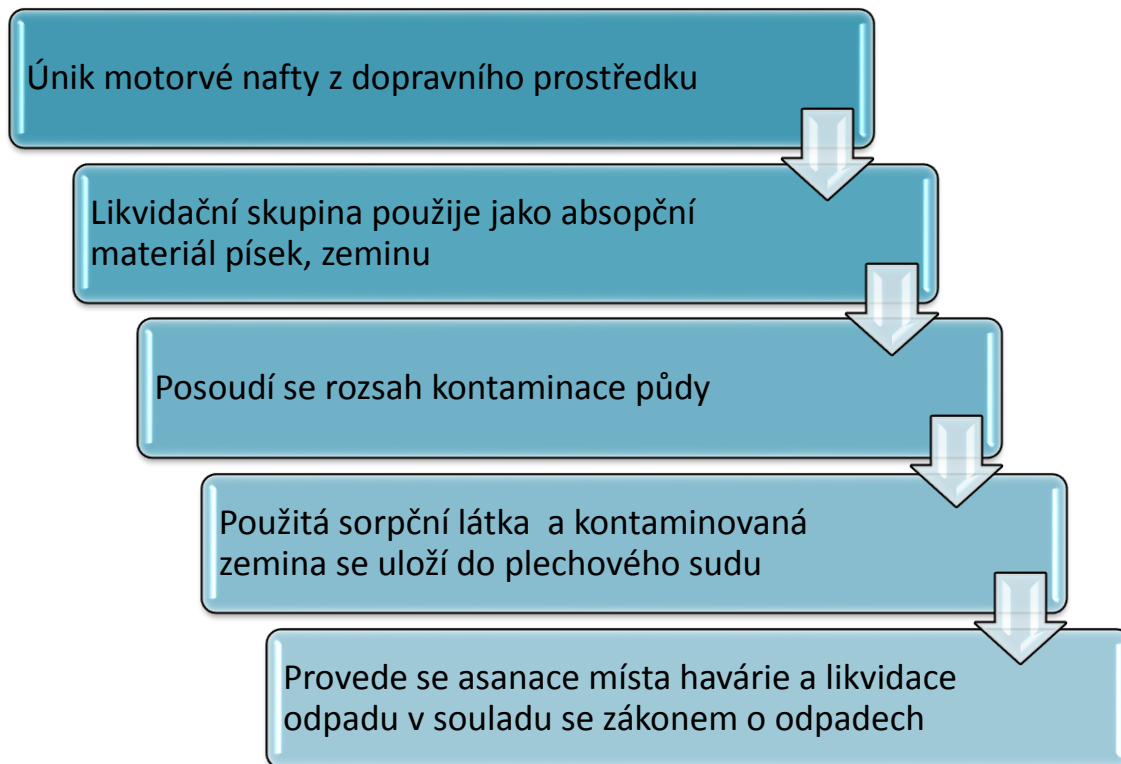 Únik motorvé nafty z dopravního prostředku
Likvidační skupina použije jako absopční
materiál písek, zeminu
Posoudí se rozsah kontaminace půdy
Použitá sorpční látka  a kontaminovaná
zemina se uloží do plechového sudu
Provede se asanace místa havárie a likvidace
odpadu v souladu se zákonem o odpadech